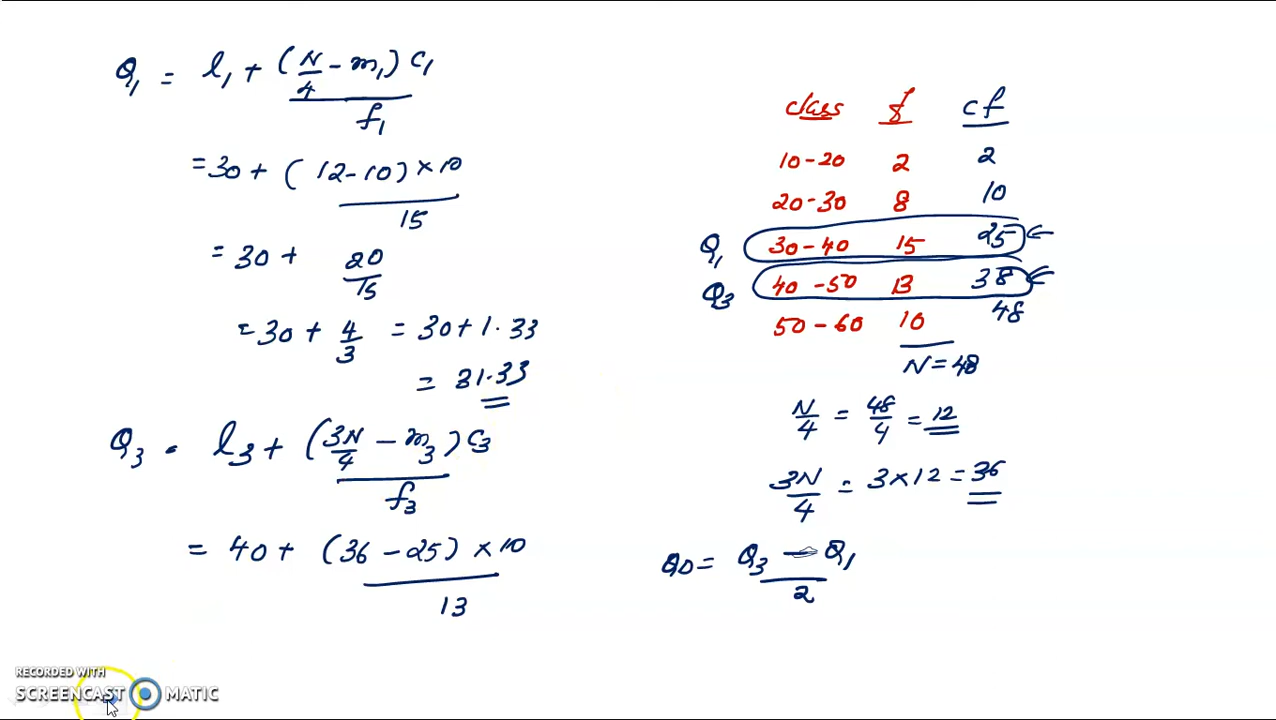 Q₁ = l₁ + (N/4 - m₁) C₁ / f₁
= 30 + (12-10) × 10 / 15
= 30 + 20/15
= 30 + 4/3 = 30 + 1.33
= 31.33
Q₃ = l₃ + (3N/4 - m₃) C₃ / f₃
= 40 + (36 - 25) × 10 / 13
class f cf
10-20 2 2
20-30 8 10
Q₁ 30-40 15 25 ←
Q₃ 40-50 13 38 ←
50-60 10 48
N = 48
N/4 = 48/4 = 12
3N/4 = 3×12 = 36
QD = Q₃ - Q₁ / 2
RECORDED WITH
SCREENCAST MATIC